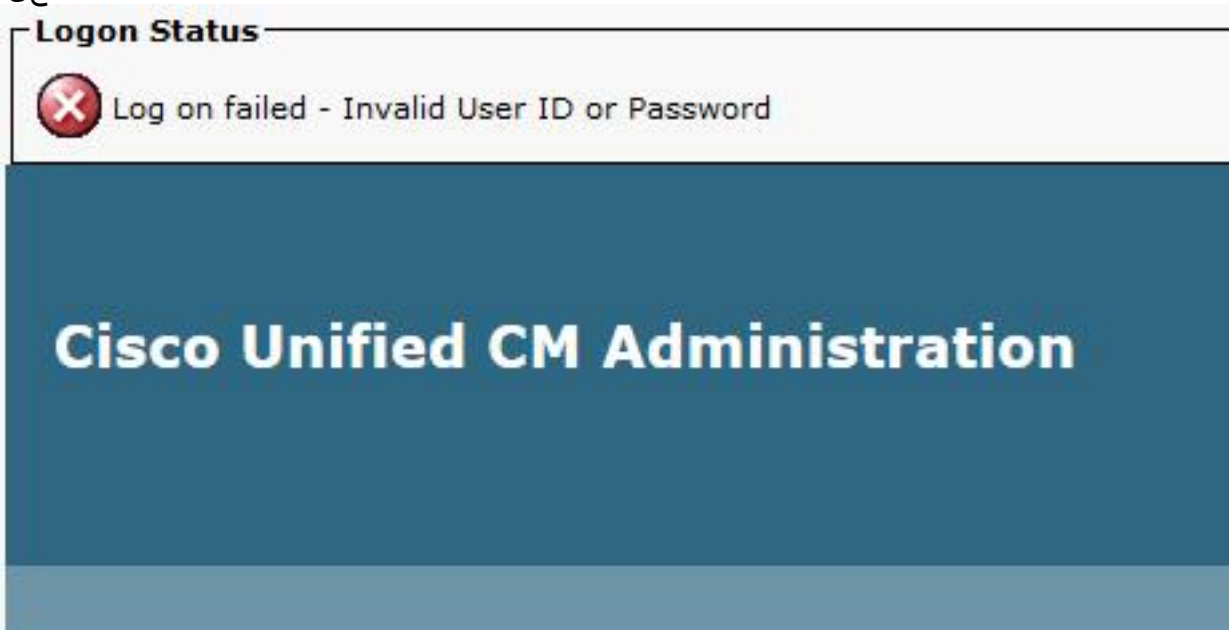 Logon Status
Log on failed - Invalid User ID or Password
Cisco Unified CM Administration